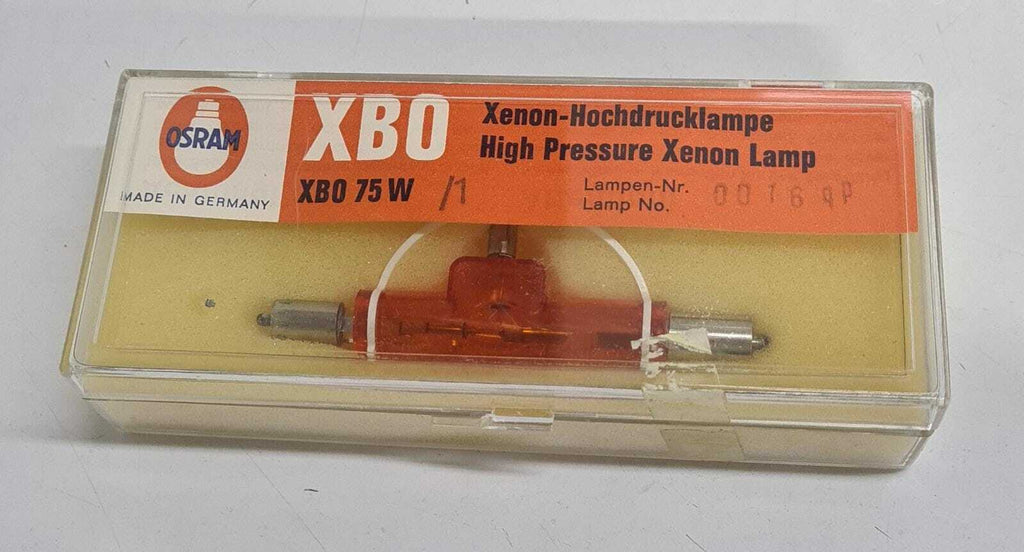 OSRAM
MADE IN GERMANY
XBO
XBO 75 W /1
Xenon-Hochdrucklampe
High Pressure Xenon Lamp
Lampen-Nr.
Lamp No.